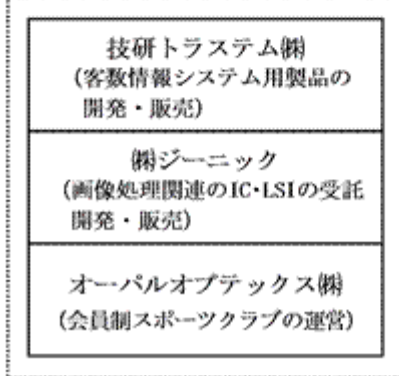 技研トラステム㈱
(客数情報システム用製品の
開発・販売)
㈱ジーニック
(画像処理関連のIC・LSIの受託
開発・販売)
オーパルオプテックス㈱
(会員制スポーツクラブの運営)